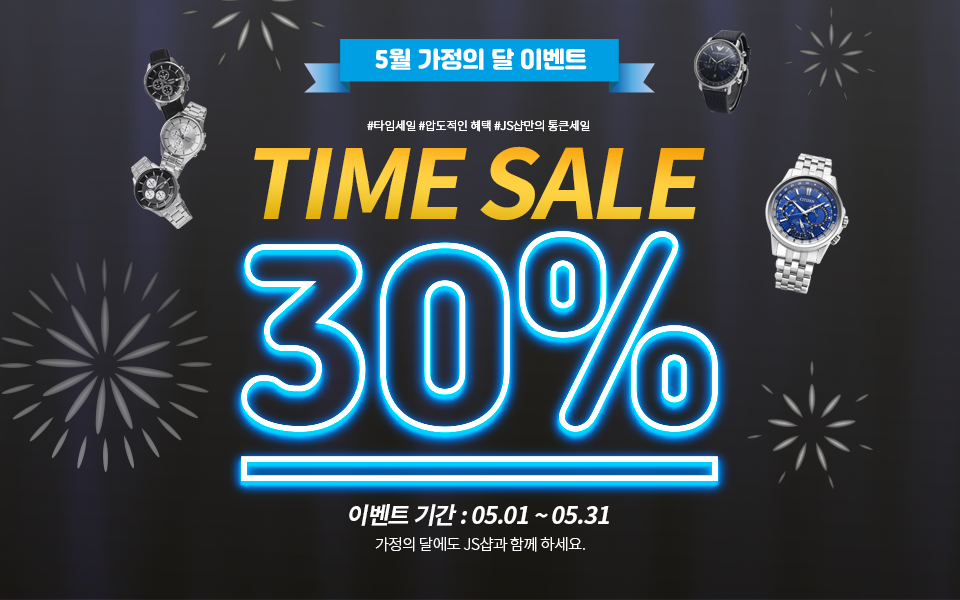 5월 가정의 달 이벤트
#타임세일 #압도적인 혜택 #JS샵만의 통큰세일
TIME SALE
30%
이벤트 기간 : 05.01 ~ 05.31
가정의 달에도 JS샵과 함께 하세요.
CITIZEN